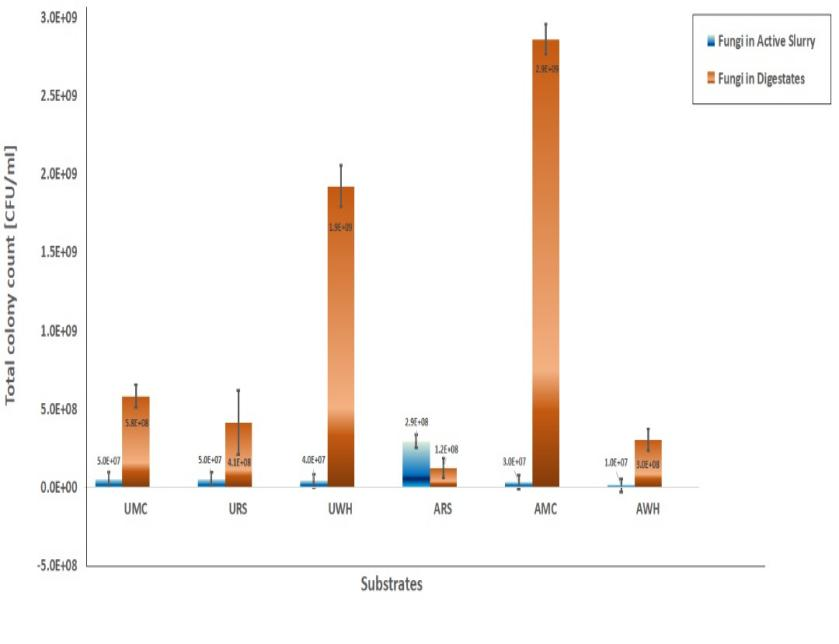 3.0E+09
Fungi in Active Slurry
Fungi in Digestates
2.9E+09
2.5E+09
2.0E+09
1.9E+09
1.5E+09
1.0E+09
Total colony count [CFU/ml]
5.0E+08
5.8E+08
2.9E+08
1.2E+08
5.0E+07
5.0E+07
4.1E+08
4.0E+07
3.0E+07
1.0E+07
3.0E+08
0.0E+00
UMC URS UWH ARS AMC AWH
-5.0E+08
Substrates